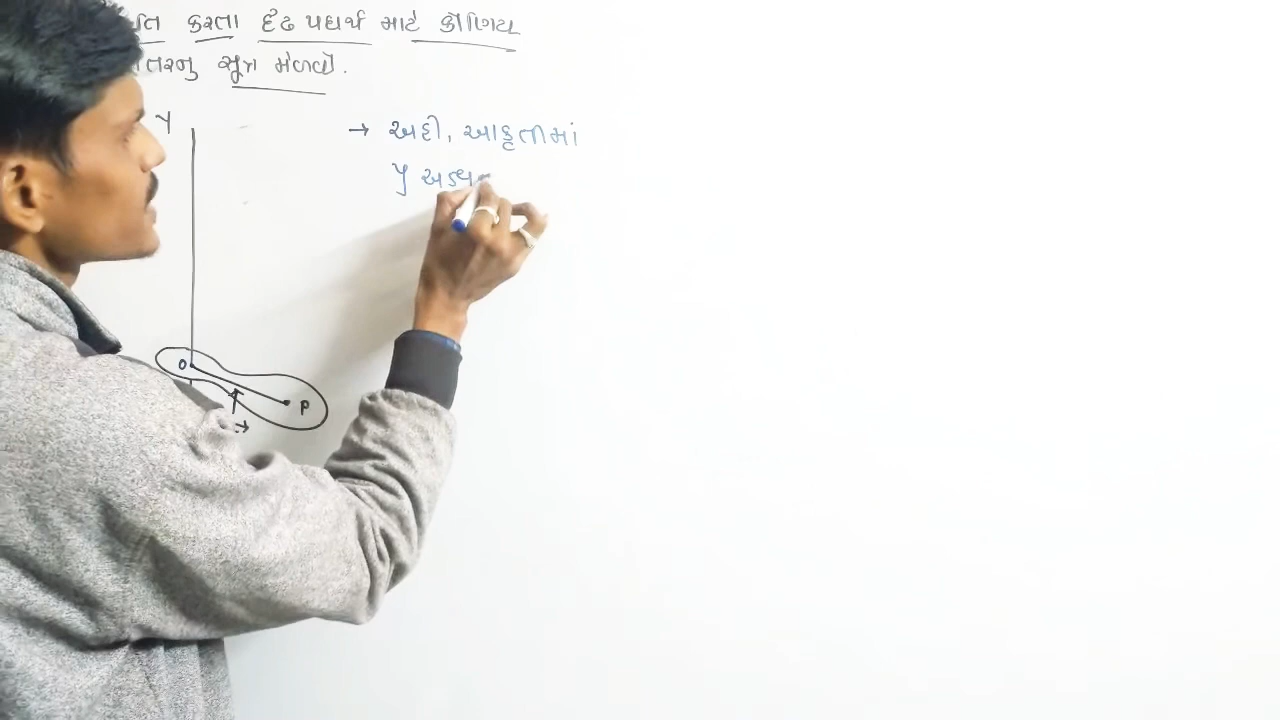 કરતા દૃઢ પદાર્થ માટે કોણિય
સૂત્ર મેળવો.
Y
→ અહી, આકૃતીમાં
y અક્ષ
O
P